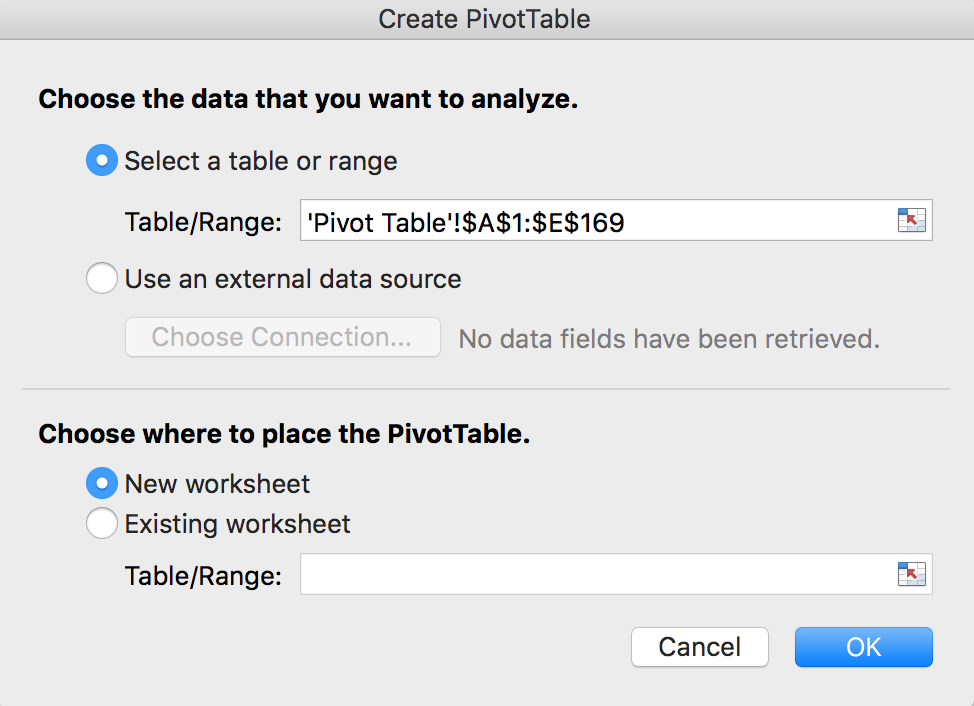 Create PivotTable
Choose the data that you want to analyze.
Select a table or range
Table/Range: 'Pivot Table'!$A$1:$E$169
Use an external data source
Choose Connection... No data fields have been retrieved.
Choose where to place the PivotTable.
New worksheet
Existing worksheet
Table/Range:
Cancel OK